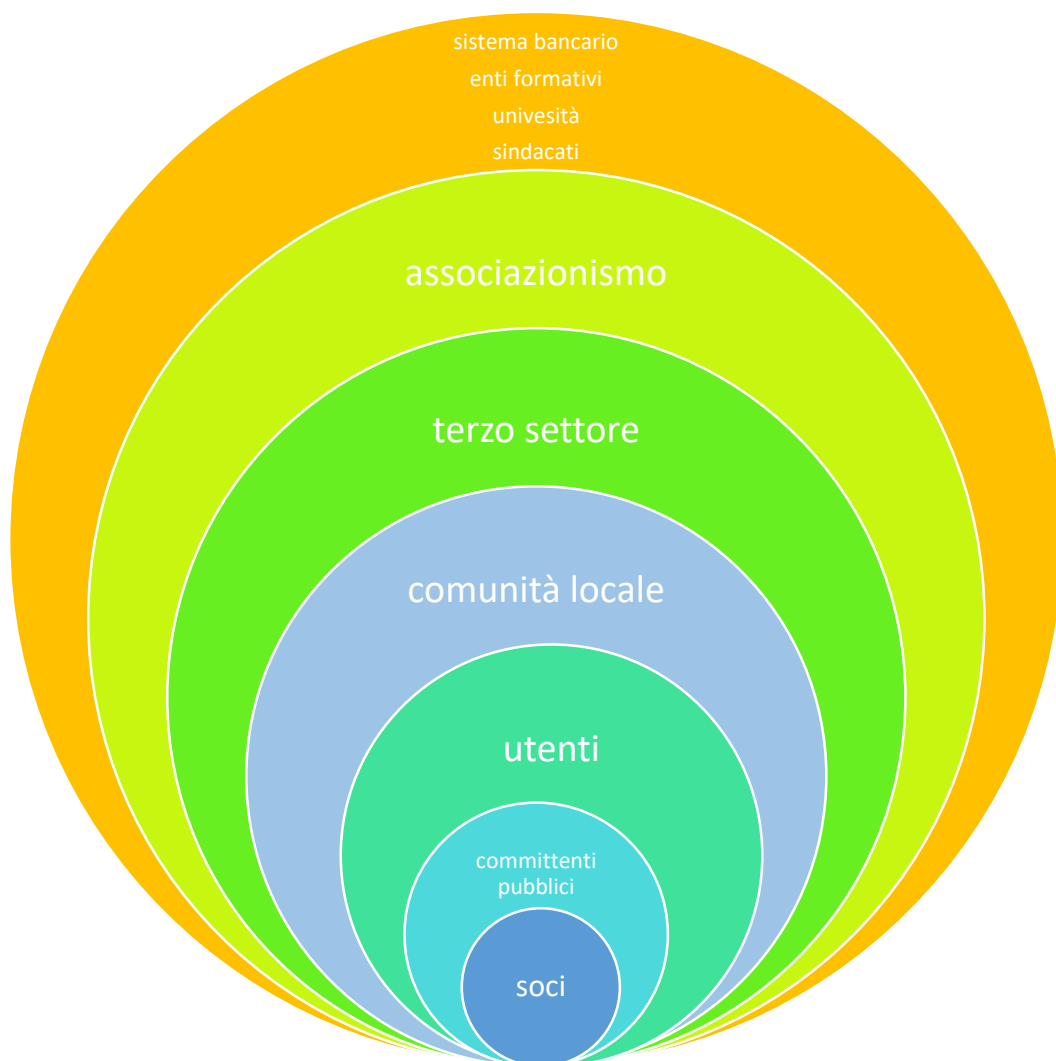 sistema bancario
enti formativi
univesità
sindacati
associazionismo
terzo settore
comunità locale
utenti
committenti
pubblici
soci